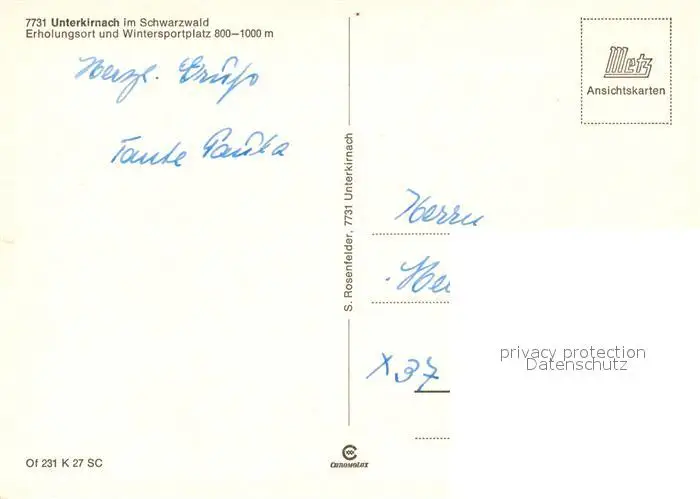 7731 Unterkirnach im Schwarzwald
Erholungsort und Wintersportplatz 800–1000 m
Herzl. Grüße
Tante Paula
S. Rosenfelder, 7731 Unterkirnach
Metz
Ansichtskarten
Herrn
X 37
privacy protection
Datenschutz
Of 231 K 27 SC
CHROMOLUX